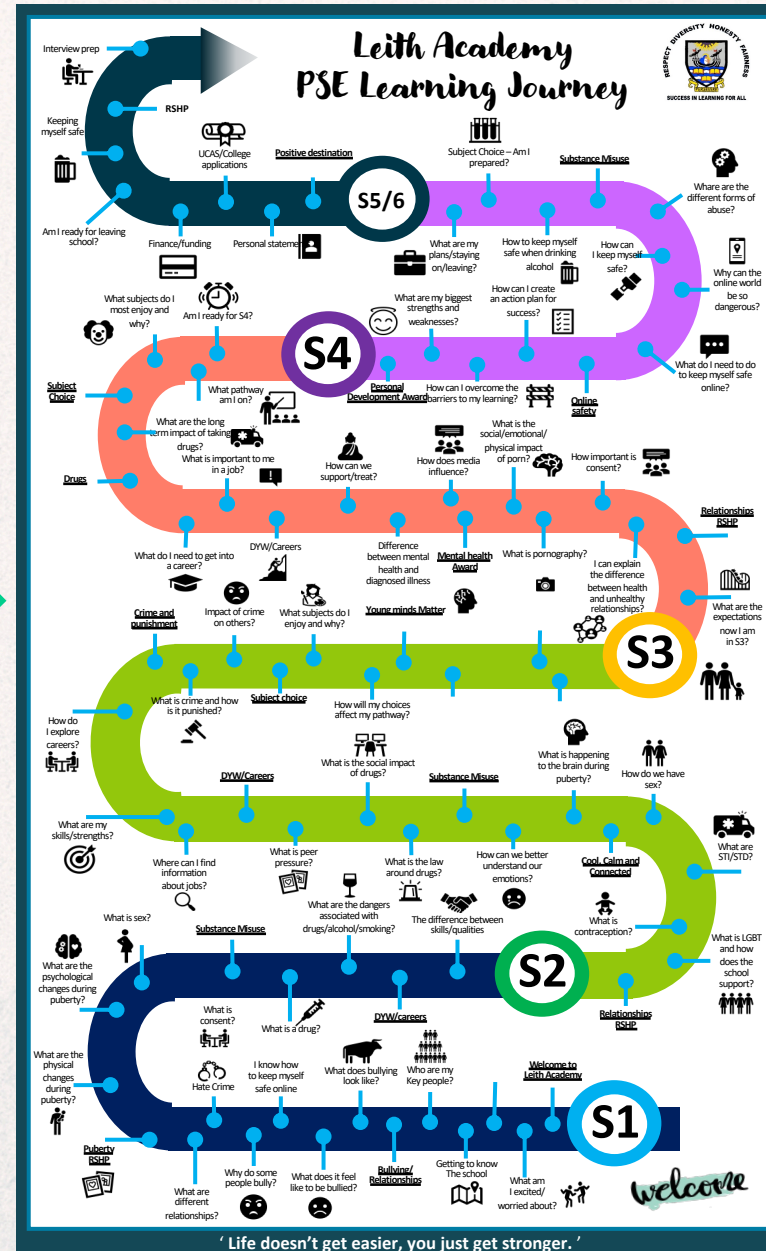 Leith Academy
PSE Learning Journey
RESPECT DIVERSITY HONESTY FAIRNESS
SUCCESS IN LEARNING FOR ALL
Interview prep
RSHP
Keeping
myself safe
UCAS/College
applications
Positive destination
Subject Choice – Am I
prepared?
Substance Misuse
S5/6
Whare are the
different forms of
abuse?
Am I ready for leaving
school?
Finance/funding
Personal statemen
What are my
plans/staying
on/leaving?
How to keep myself
safe when drinking
alcohol
How can
I keep myself
safe?
Why can the
online world
be so
dangerous?
What subjects do I
most enjoy and
why?
Am I ready for S4?
What are my biggest
strengths and
weaknesses?
How can I create
an action plan for
success?
S4
What do I need to do
to keep myself safe
online?
Subject
Choice
What pathway
am I on?
Personal
Development Award
How can I overcome the
barriers to my learning?
Online
safety
What are the long
term impact of taking
drugs?
What is important to me
in a job?
How can we
support/treat?
How does media
influence?
What is the
social/emotional/
physical impact
of porn?
How important is
consent?
Drugs
Relationships
RSHP
What do I need to get into
a career?
DYW/Careers
Difference
between mental
health and
diagnosed illness
Mental health
Award
What is pornography?
I can explain
the difference
between health
and unhealthy
relationships?
What are the
expectations
now I am
in S3?
Crime and
punishment
Impact of crime
on others?
What subjects do I
enjoy and why?
Young minds Matter
S3
What is crime and how
is it punished?
Subject choice
How will my choices
affect my pathway?
How do
I explore
careers?
DYW/Careers
What is the social impact
of drugs?
Substance Misuse
What is happening
to the brain during
puberty?
How do we have
sex?
What are my
skills/strengths?
Where can I find
information
about jobs?
What is peer
pressure?
What is the law
around drugs?
How can we better
understand our
emotions?
Cool, Calm and
Connected
What are
STI/STD?
What is sex?
Substance Misuse
What are the dangers
associated with
drugs/alcohol/smoking?
The difference between
skills/qualities
What is
contraception?
What is LGBT
and how
does the
school
support?
What are the
psychological
changes during
puberty?
S2
What is
consent?
What is a drug?
DYW/careers
Relationships
RSHP
What are the
physical
changes
during
puberty?
Hate Crime
I know how
to keep myself
safe online
What does bullying
look like?
Who are my
Key people?
Welcome to
Leith Academy
S1
Puberty
RSHP
What are
different
relationships?
Why do some
people bully?
What does it feel
like to be bullied?
Bullying/
Relationships
Getting to know
The school
What am
I excited/
worried about?
welcome
‘ Life doesn’t get easier, you just get stronger. ’